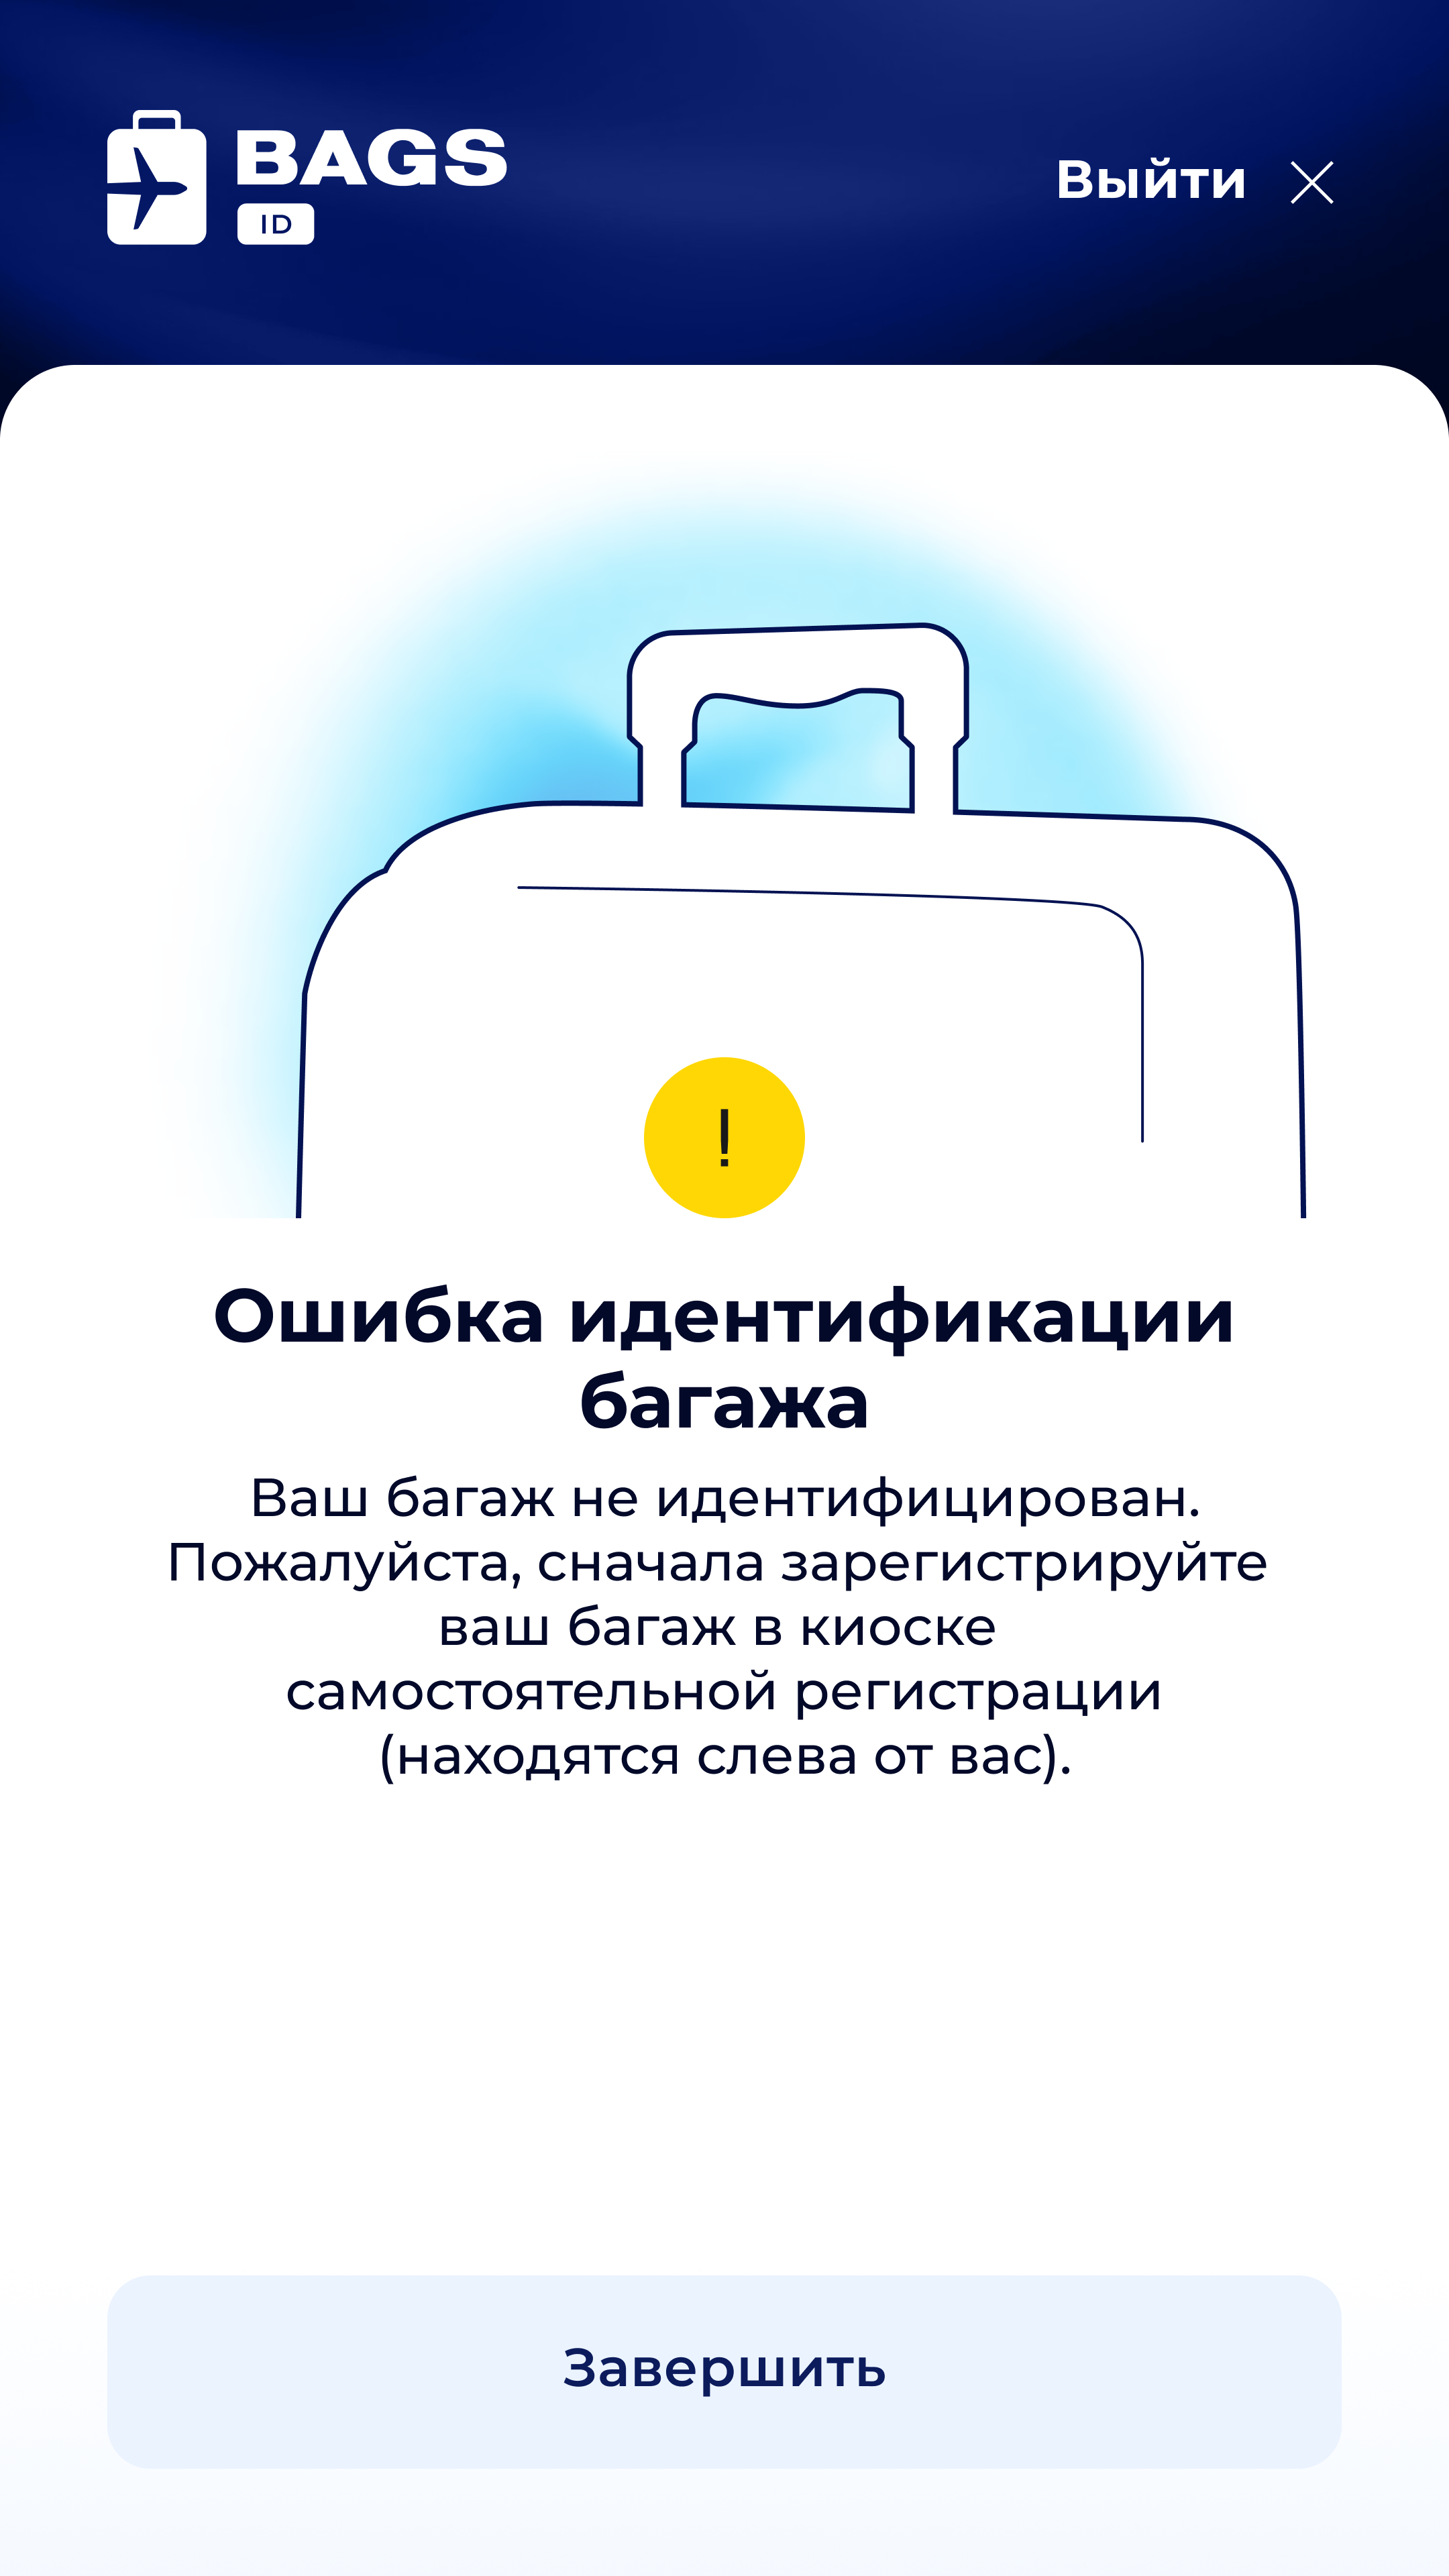 BAGS
ID
Выйти
!
Ошибка идентификации
багажа
Ваш багаж не идентифицирован.
Пожалуйста, сначала зарегистрируйте
ваш багаж в киоске
самостоятельной регистрации
(находятся слева от вас).
Завершить